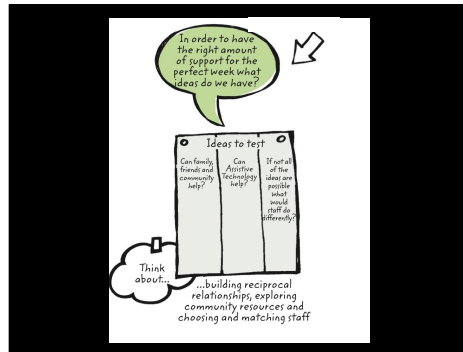 In order to have
the right amount
of support for the
perfect week what
ideas do we have?
Ideas to test
Can family,
friends and
community
help?
Can
Assistive
Technology
help?
If not all
of the
ideas are
possible
what
would
staff do
differently?
Think
about...
...building reciprocal
relationships, exploring
community resources and
choosing and matching staff